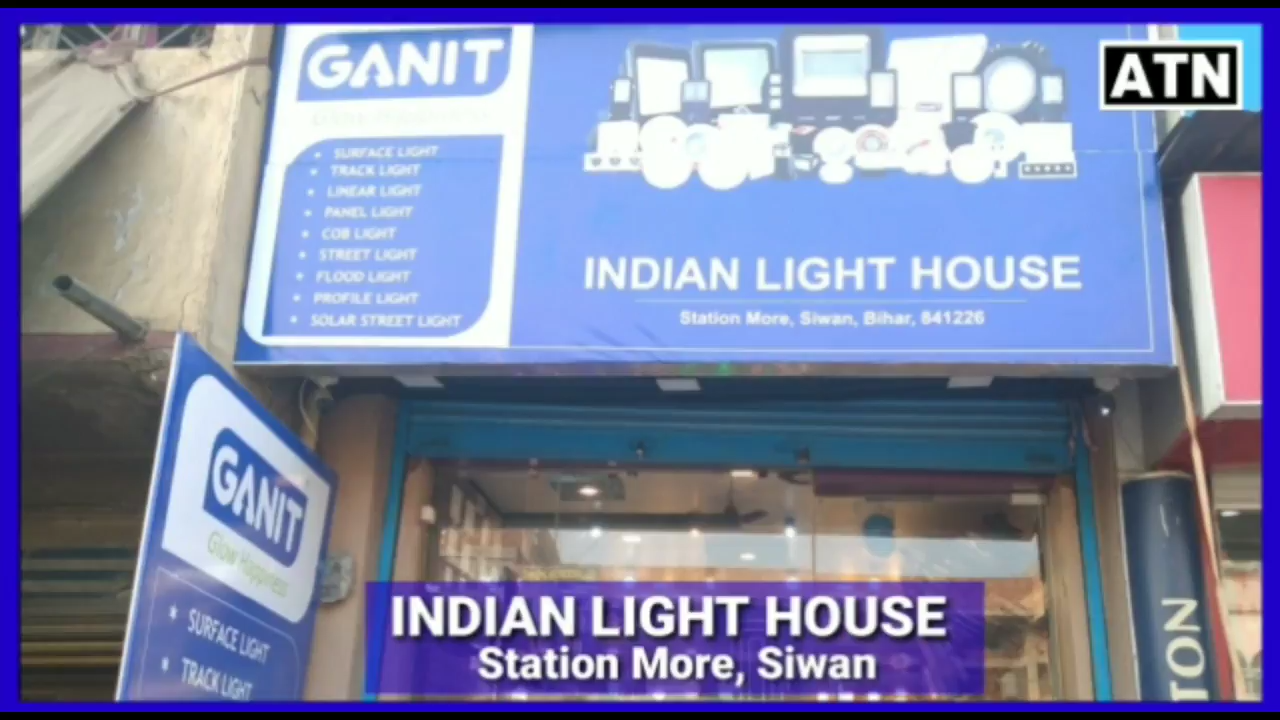 GANIT
SURFACE LIGHT
TRACK LIGHT
LINEAR LIGHT
PANEL LIGHT
COB LIGHT
STREET LIGHT
FLOOD LIGHT
PROFILE LIGHT
SOLAR STREET LIGHT
INDIAN LIGHT HOUSE
Station More, Siwan, Bihar, 841226
ATN
GANIT
Glow Happiness
SURFACE LIGHT
TRACK LIGHT
TON
INDIAN LIGHT HOUSE
Station More, Siwan